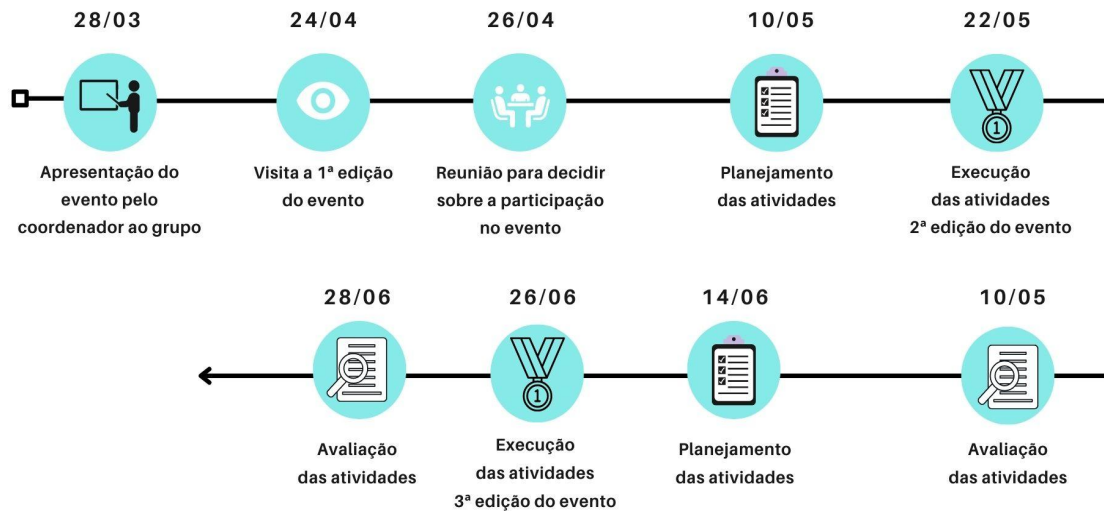 28/03
Apresentação do
evento pelo
coordenador ao grupo
24/04
Visita a 1ª edição
do evento
26/04
Reunião para decidir
sobre a participação
no evento
10/05
Planejamento
das atividades
22/05
Execução
das atividades
2ª edição do evento
1
28/06
Avaliação
das atividades
26/06
Execução
das atividades
3ª edição do evento
1
14/06
Planejamento
das atividades
10/05
Avaliação
das atividades